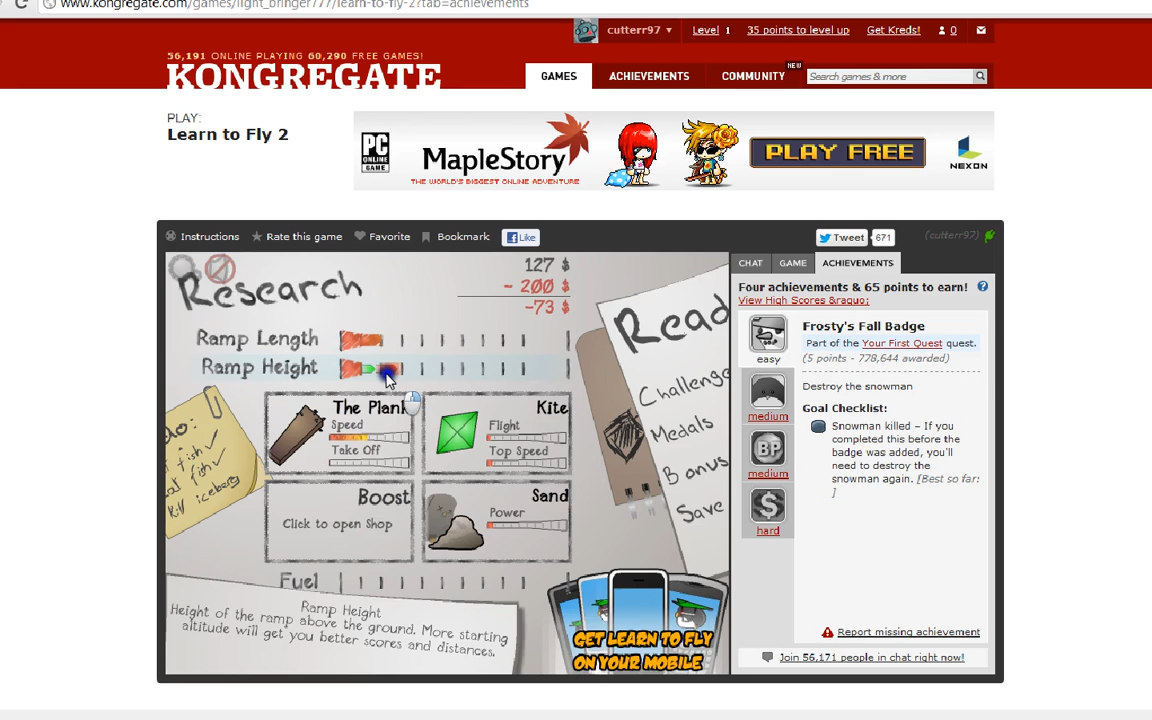 www.kongregate.com/games/light_bringer777/learn-to-fly-2?tab=achievements
cutterr97 ▼ Level 1 35 points to level up Get Kreds! 0
56,191 ONLINE PLAYING 60,290 FREE GAMES!
KONGREGATE
GAMES ACHIEVEMENTS COMMUNITY NEW Search games & more
PLAY:
Learn to Fly 2
PC ONLINE GAME
MapleStory
THE WORLD'S BIGGEST ONLINE ADVENTURE
PLAY FREE
NEXON
Instructions Rate this game Favorite Bookmark Like Tweet 671 (cutterr97)
CHAT GAME ACHIEVEMENTS
Research
127 $
- 200 $
-73 $
Ramp Length
Ramp Height
The Plank
Speed
Take Off
Kite
Flight
Top Speed
Boost
Click to open Shop
Sand
Power
Fuel
fish
fish
Kill iceberg
Read
Challenge
Medals
Bonus
Save
Ramp Height
Height of the ramp above the ground. More starting
altitude will get you better scores and distances.
GET LEARN TO FLY
ON YOUR MOBILE
Four achievements & 65 points to earn!
View High Scores &raquo;
easy
medium
BP
medium
$
hard
Frosty's Fall Badge
Part of the Your First Quest quest.
(5 points - 778,644 awarded)
Destroy the snowman
Goal Checklist:
Snowman killed – If you
completed this before the
badge was added, you'll
need to destroy the
snowman again. [Best so far:
]
Report missing achievement
Join 56,171 people in chat right now!